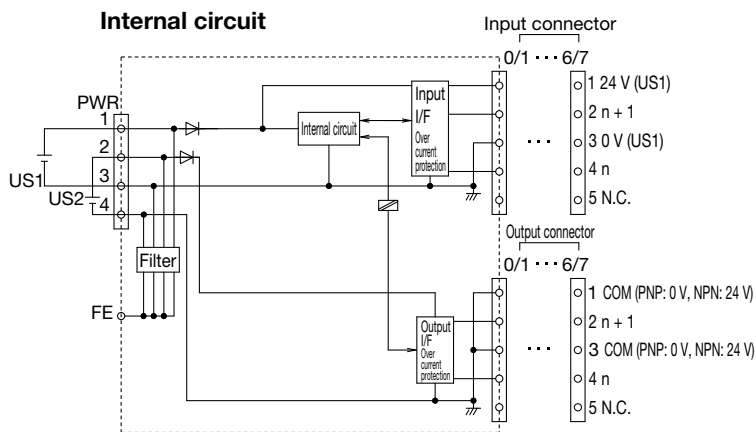 Internal circuit
Input connector
0/1 ··· 6/7
PWR
1
2
3
4
US1
US2
Filter
FE
Internal circuit
Input
I/F
Over
current
protection
1 24 V (US1)
2 n + 1
3 0 V (US1)
4 n
5 N.C.
···
Output connector
0/1 ··· 6/7
Output
I/F
Over
current
protection
1 COM (PNP: 0 V, NPN: 24 V)
2 n + 1
3 COM (PNP: 0 V, NPN: 24 V)
4 n
5 N.C.
···